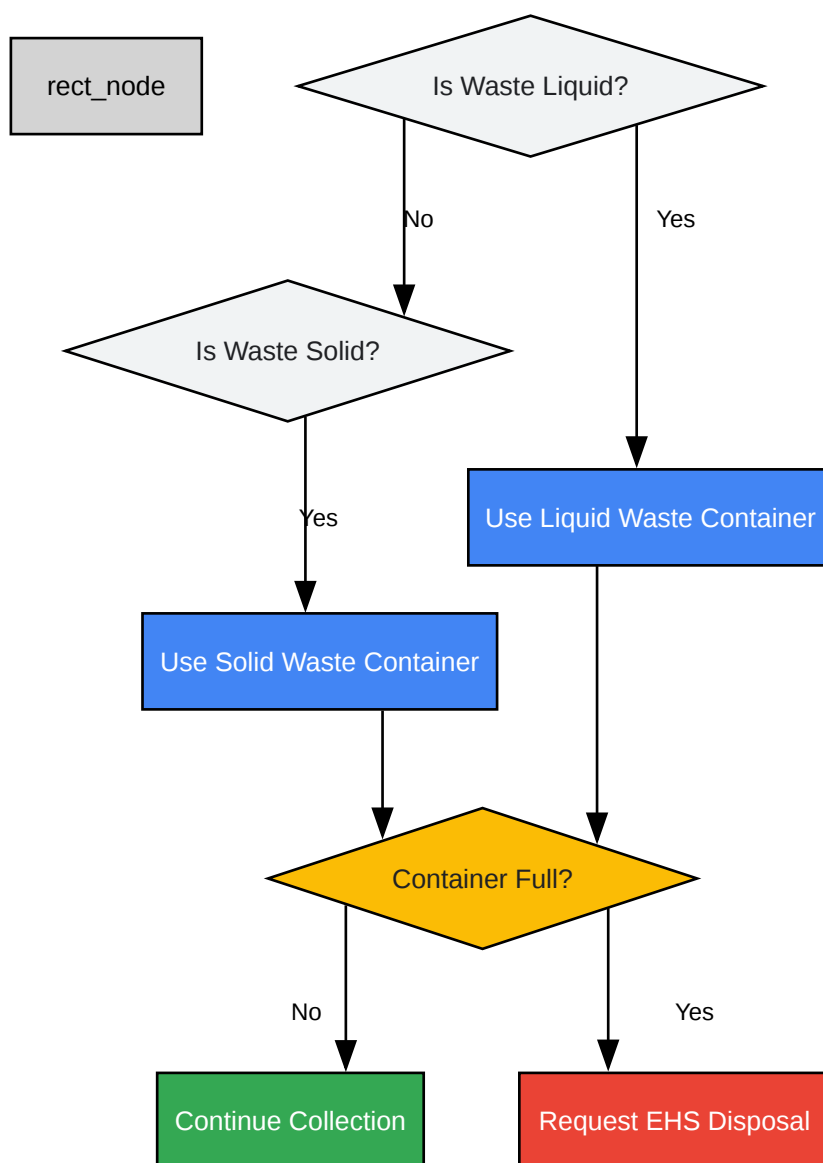 rect_node
Is Waste Liquid?
No
Yes
Is Waste Solid?
Yes
Use Liquid Waste Container
Use Solid Waste Container
Container Full?
No
Yes
Continue Collection
Request EHS Disposal